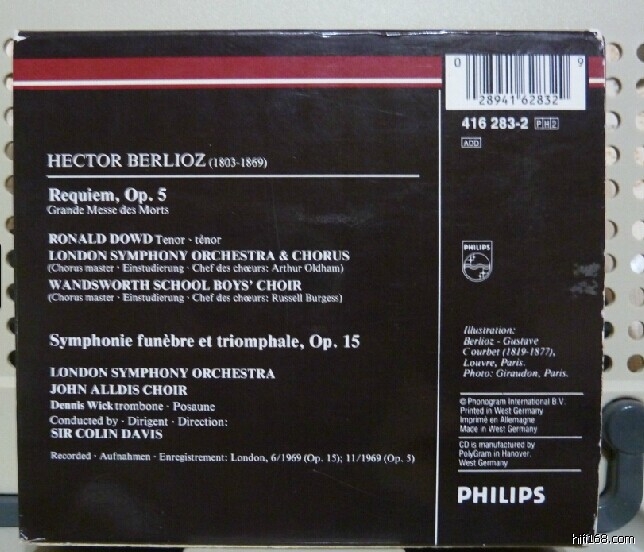 0 9
28941 62832
416 283-2 PH2
ADD
HECTOR BERLIOZ (1803-1869)
Requiem, Op. 5
Grande Messe des Morts
RONALD DOWD Tenor · ténor
LONDON SYMPHONY ORCHESTRA & CHORUS
(Chorus master · Einstudierung · Chef des chœurs: Arthur Oldham)
WANDSWORTH SCHOOL BOYS' CHOIR
(Chorus master · Einstudierung · Chef des chœurs: Russell Burgess)
Symphonie funèbre et triomphale, Op. 15
LONDON SYMPHONY ORCHESTRA
JOHN ALLDIS CHOIR
Dennis Wick trombone · Posaune
Conducted by · Dirigent · Direction:
SIR COLIN DAVIS
Recorded · Aufnahmen · Enregistrement: London, 6/1969 (Op. 15); 11/1969 (Op. 5)
PHILIPS
Illustration:
Berlioz - Gustave
Courbet (1819-1877),
Louvre, Paris.
Photo: Giraudon, Paris.
℗ Phonogram International B.V.
Printed in West Germany
Imprimé en Allemagne
Made in West Germany
CD is manufactured by
PolyGram in Hanover,
West Germany
PHILIPS
hifi168.com